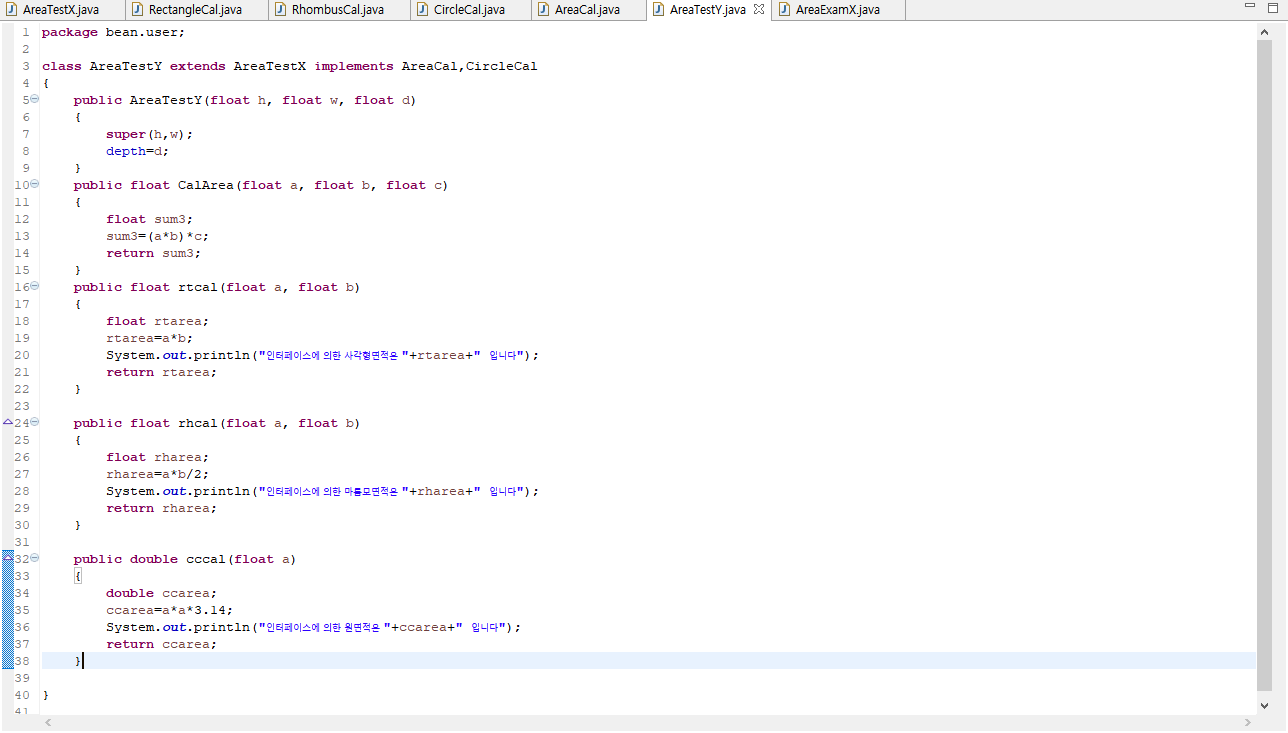 AreaTestX.java RectangleCal.java RhombusCal.java CircleCal.java AreaCal.java AreaTestY.java AreaExamX.java
1 package bean.user;
2
3 class AreaTestY extends AreaTestX implements AreaCal,CircleCal
4 {
5 public AreaTestY(float h, float w, float d)
6 {
7 super(h,w);
8 depth=d;
9 }
10 public float CalArea(float a, float b, float c)
11 {
12 float sum3;
13 sum3=(a*b)*c;
14 return sum3;
15 }
16 public float rtcal(float a, float b)
17 {
18 float rtarea;
19 rtarea=a*b;
20 System.out.println("인터페이스에 의한 사각형면적은 "+rtarea+" 입니다");
21 return rtarea;
22 }
23
24 public float rhcal(float a, float b)
25 {
26 float rharea;
27 rharea=a*b/2;
28 System.out.println("인터페이스에 의한 마름모면적은 "+rharea+" 입니다");
29 return rharea;
30 }
31
32 public double cccal(float a)
33 {
34 double ccarea;
35 ccarea=a*a*3.14;
36 System.out.println("인터페이스에 의한 원면적은 "+ccarea+" 입니다");
37 return ccarea;
38 }
39
40 }
41